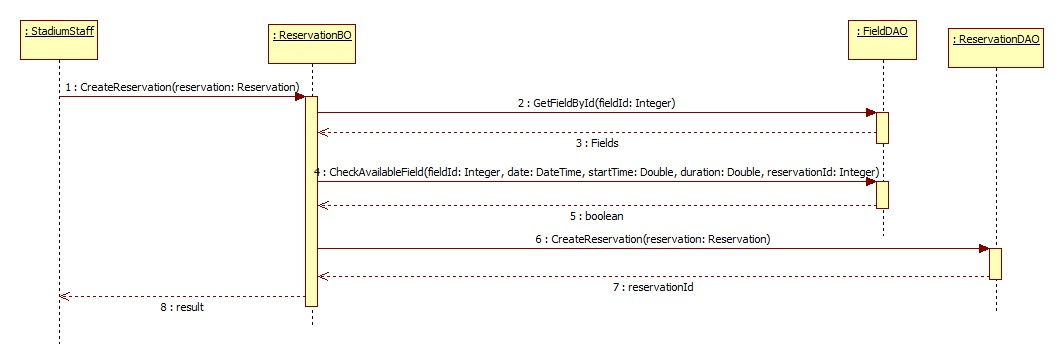 : StadiumStaff
: ReservationBO
: FieldDAO
: ReservationDAO
1 : CreateReservation(reservation: Reservation)
2 : GetFieldById(fieldId: Integer)
3 : Fields
4 : CheckAvailableField(fieldId: Integer, date: DateTime, startTime: Double, duration: Double, reservationId: Integer)
5 : boolean
6 : CreateReservation(reservation: Reservation)
7 : reservationId
8 : result